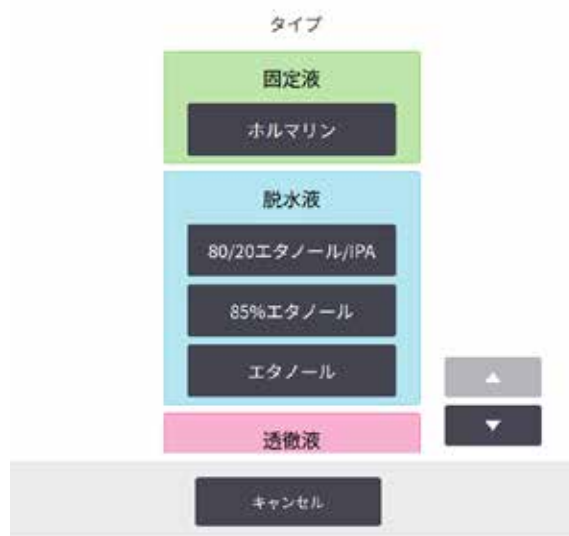 タイプ
固定液
ホルマリン
脱水液
80/20エタノール/iPA
85%エタノール
エタノール
透徹液
キャンセル